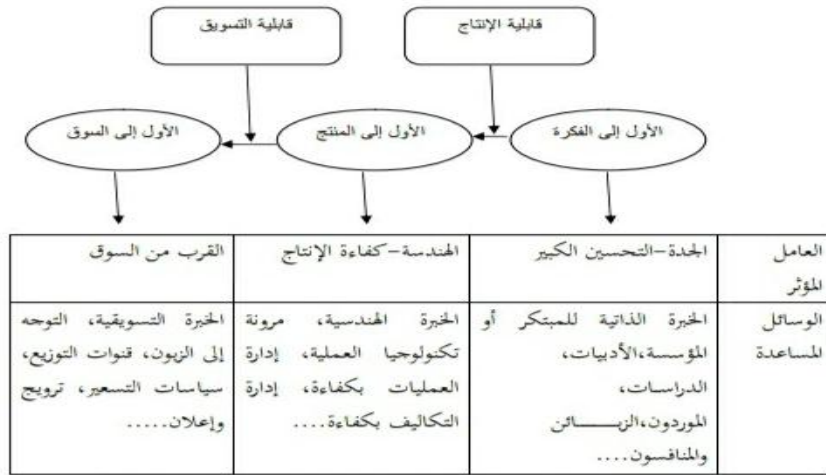 قابلية الإنتاج
قابلية التسويق
الأول إلى الفكرة
الأول إلى المنتج
الأول إلى السوق
العامل
المؤثر
الجدة–التحسين الكبير
الهندسة–كفاءة الإنتاج
القرب من السوق
الوسائل
المساعدة
الخبرة الذاتية للمبتكر أو
المؤسسة،الأدبيات،
الدراسات،
الموردون،الزبـــــائن
والمنافسون....
الخبرة الهندسية، مرونة
تكنولوجيا العملية، إدارة
العمليات بكفاءة، إدارة
التكاليف بكفاءة....
الخبرة التسويقية، التوجه
إلى الزبون، قنوات التوزيع،
سياسات التسعير، ترويج
وإعلان.....